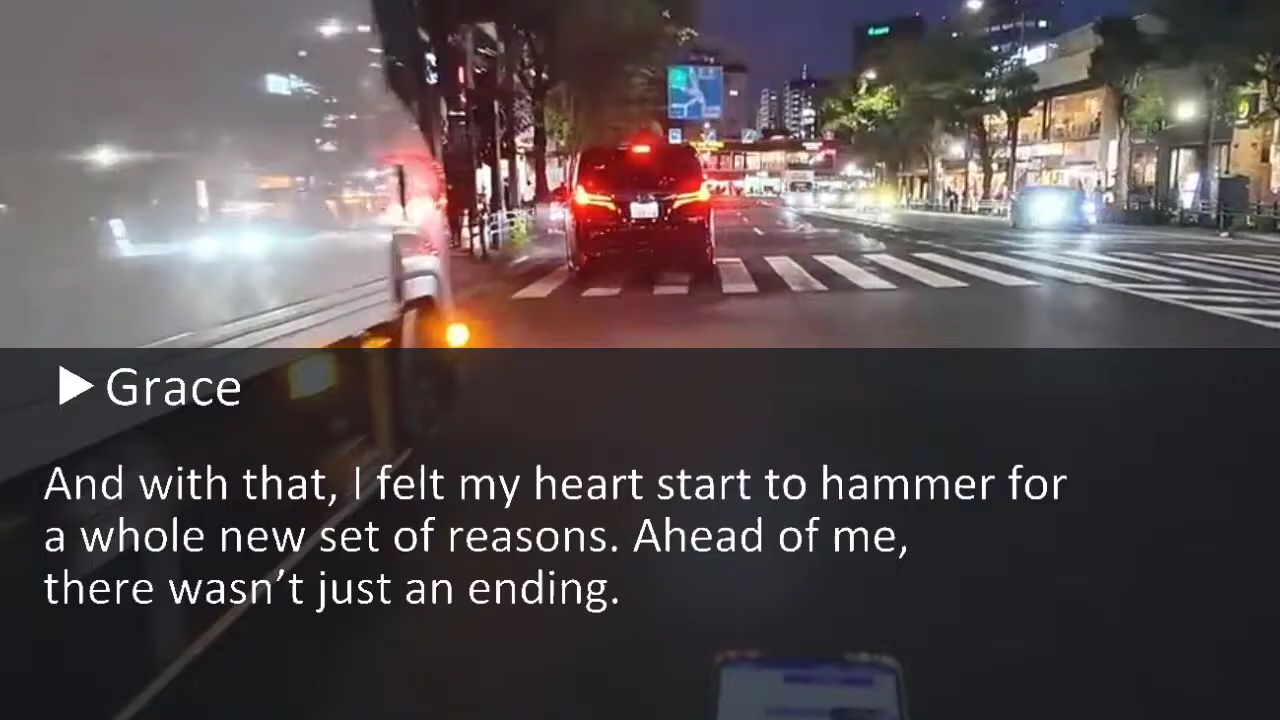 ▶ Grace
And with that, I felt my heart start to hammer for
a whole new set of reasons. Ahead of me,
there wasn’t just an ending.